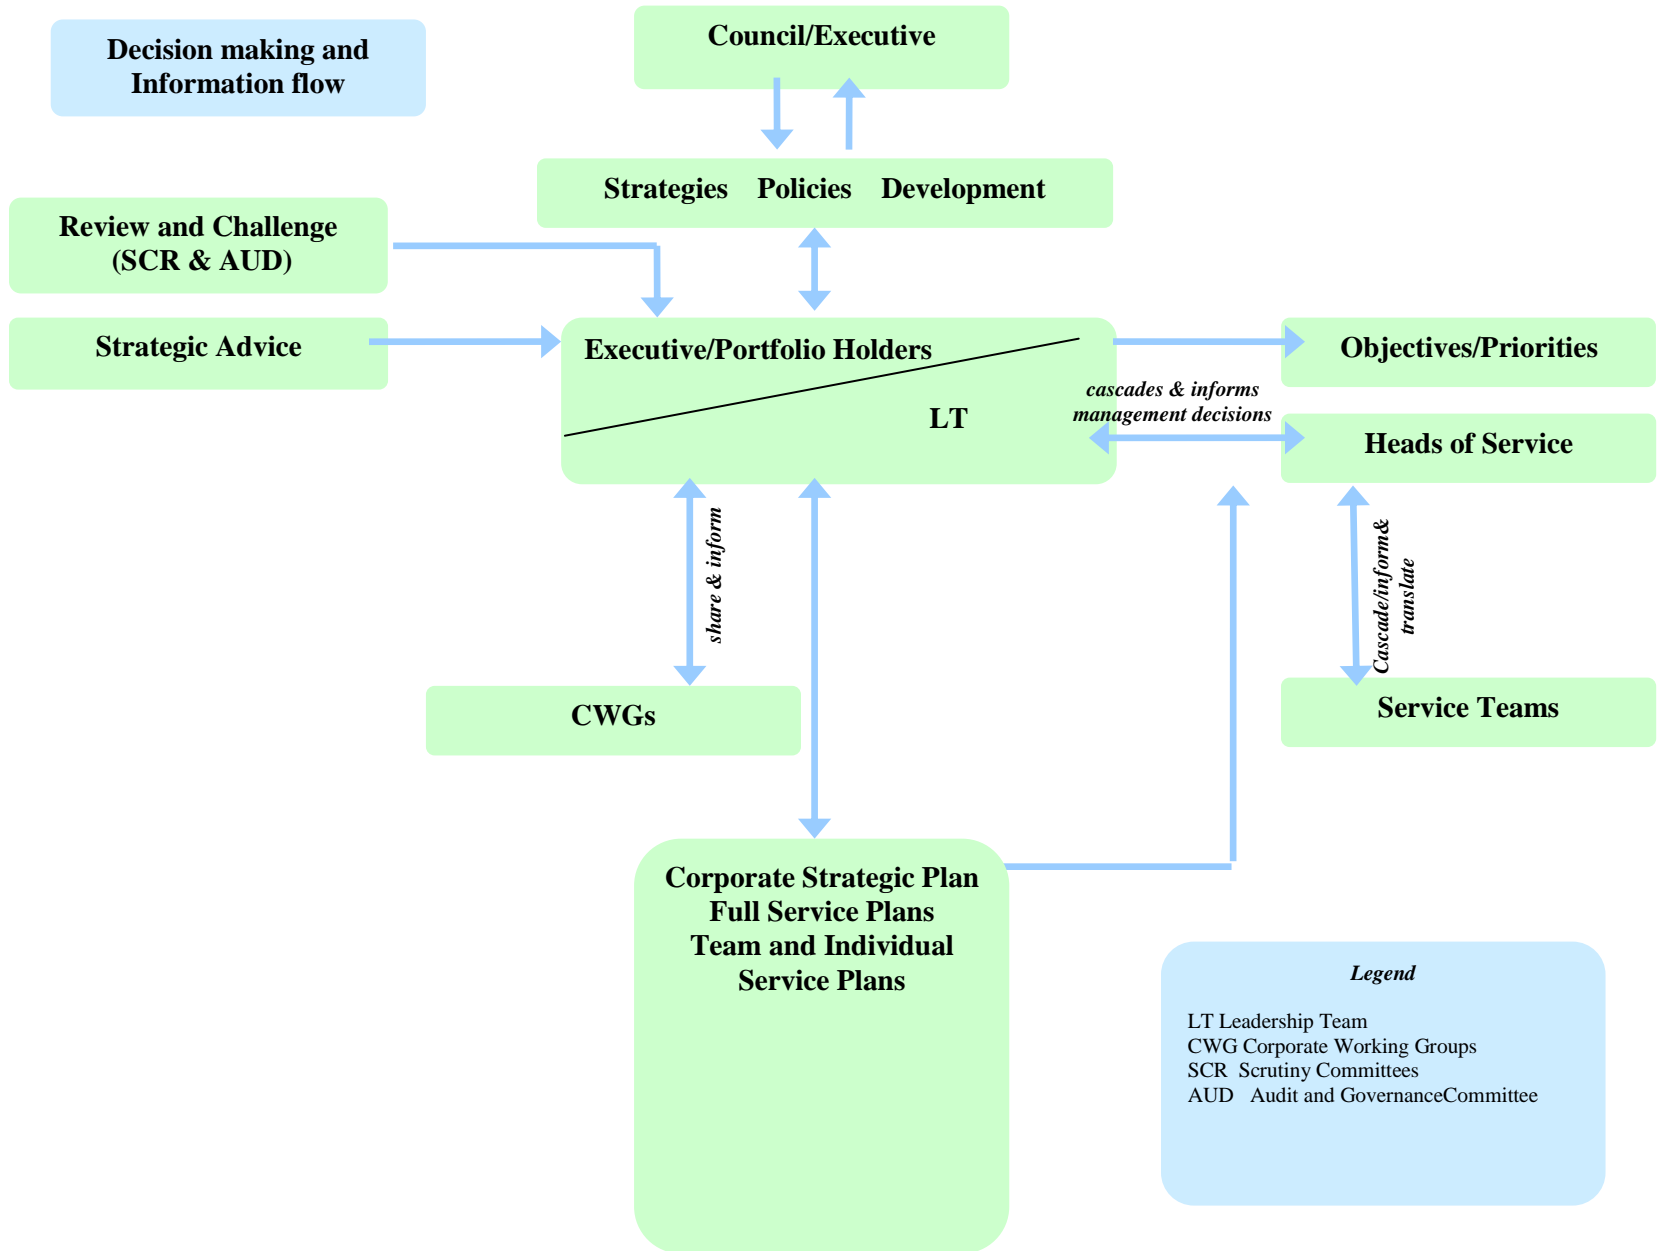 Decision making and
Information flow
Council/Executive
Strategies Policies Development
Review and Challenge
(SCR & AUD)
Strategic Advice
Executive/Portfolio Holders
LT
Objectives/Priorities
cascades & informs
management decisions
Heads of Service
share & inform
Cascade/inform&
translate
CWGs
Service Teams
Corporate Strategic Plan
Full Service Plans
Team and Individual
Service Plans
Legend
LT Leadership Team
CWG Corporate Working Groups
SCR Scrutiny Committees
AUD Audit and GovernanceCommittee